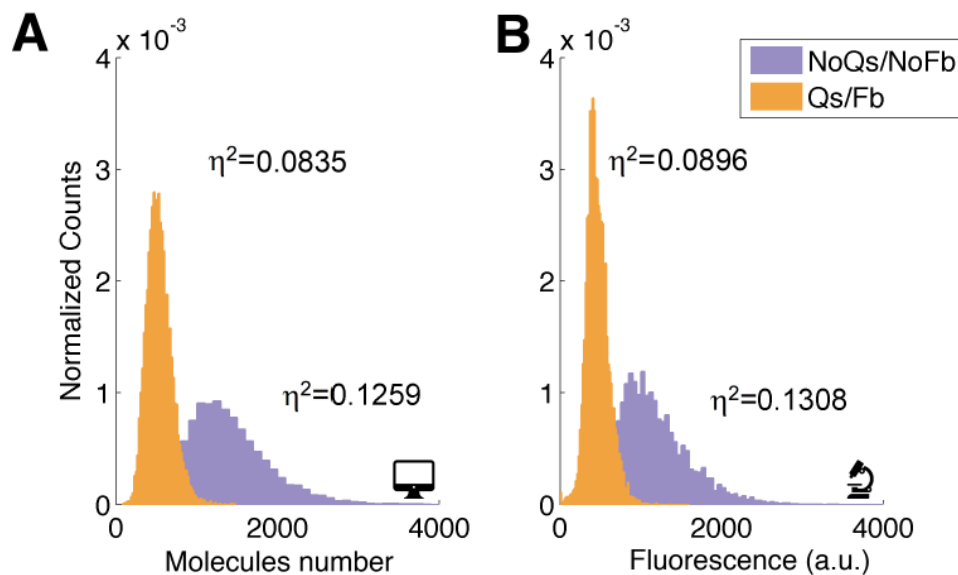 A
x 10⁻³
4
3
2
1
0
Normalized Counts
η²=0.0835
η²=0.1259
0
2000
4000
Molecules number
B
x 10⁻³
4
3
2
1
0
NoQs/NoFb
Qs/Fb
η²=0.0896
η²=0.1308
0
2000
4000
Fluorescence (a.u.)